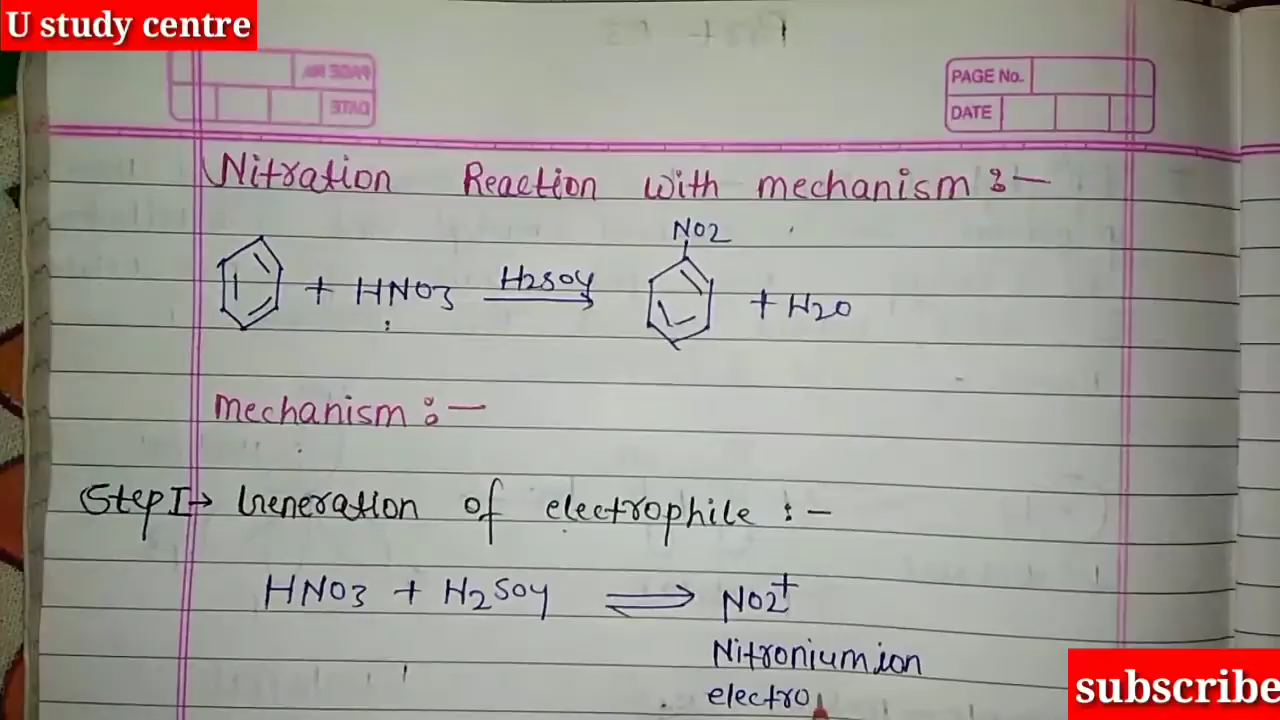 U study centre
PAGE No.
DATE
Nitration Reaction with mechanism :-
NO2
+ HNO3 H2SO4 + H2O
Mechanism :-
Step I → Generation of electrophile :-
HNO3 + H2SO4 ⇌ NO2+
Nitronium ion
electro
subscribe